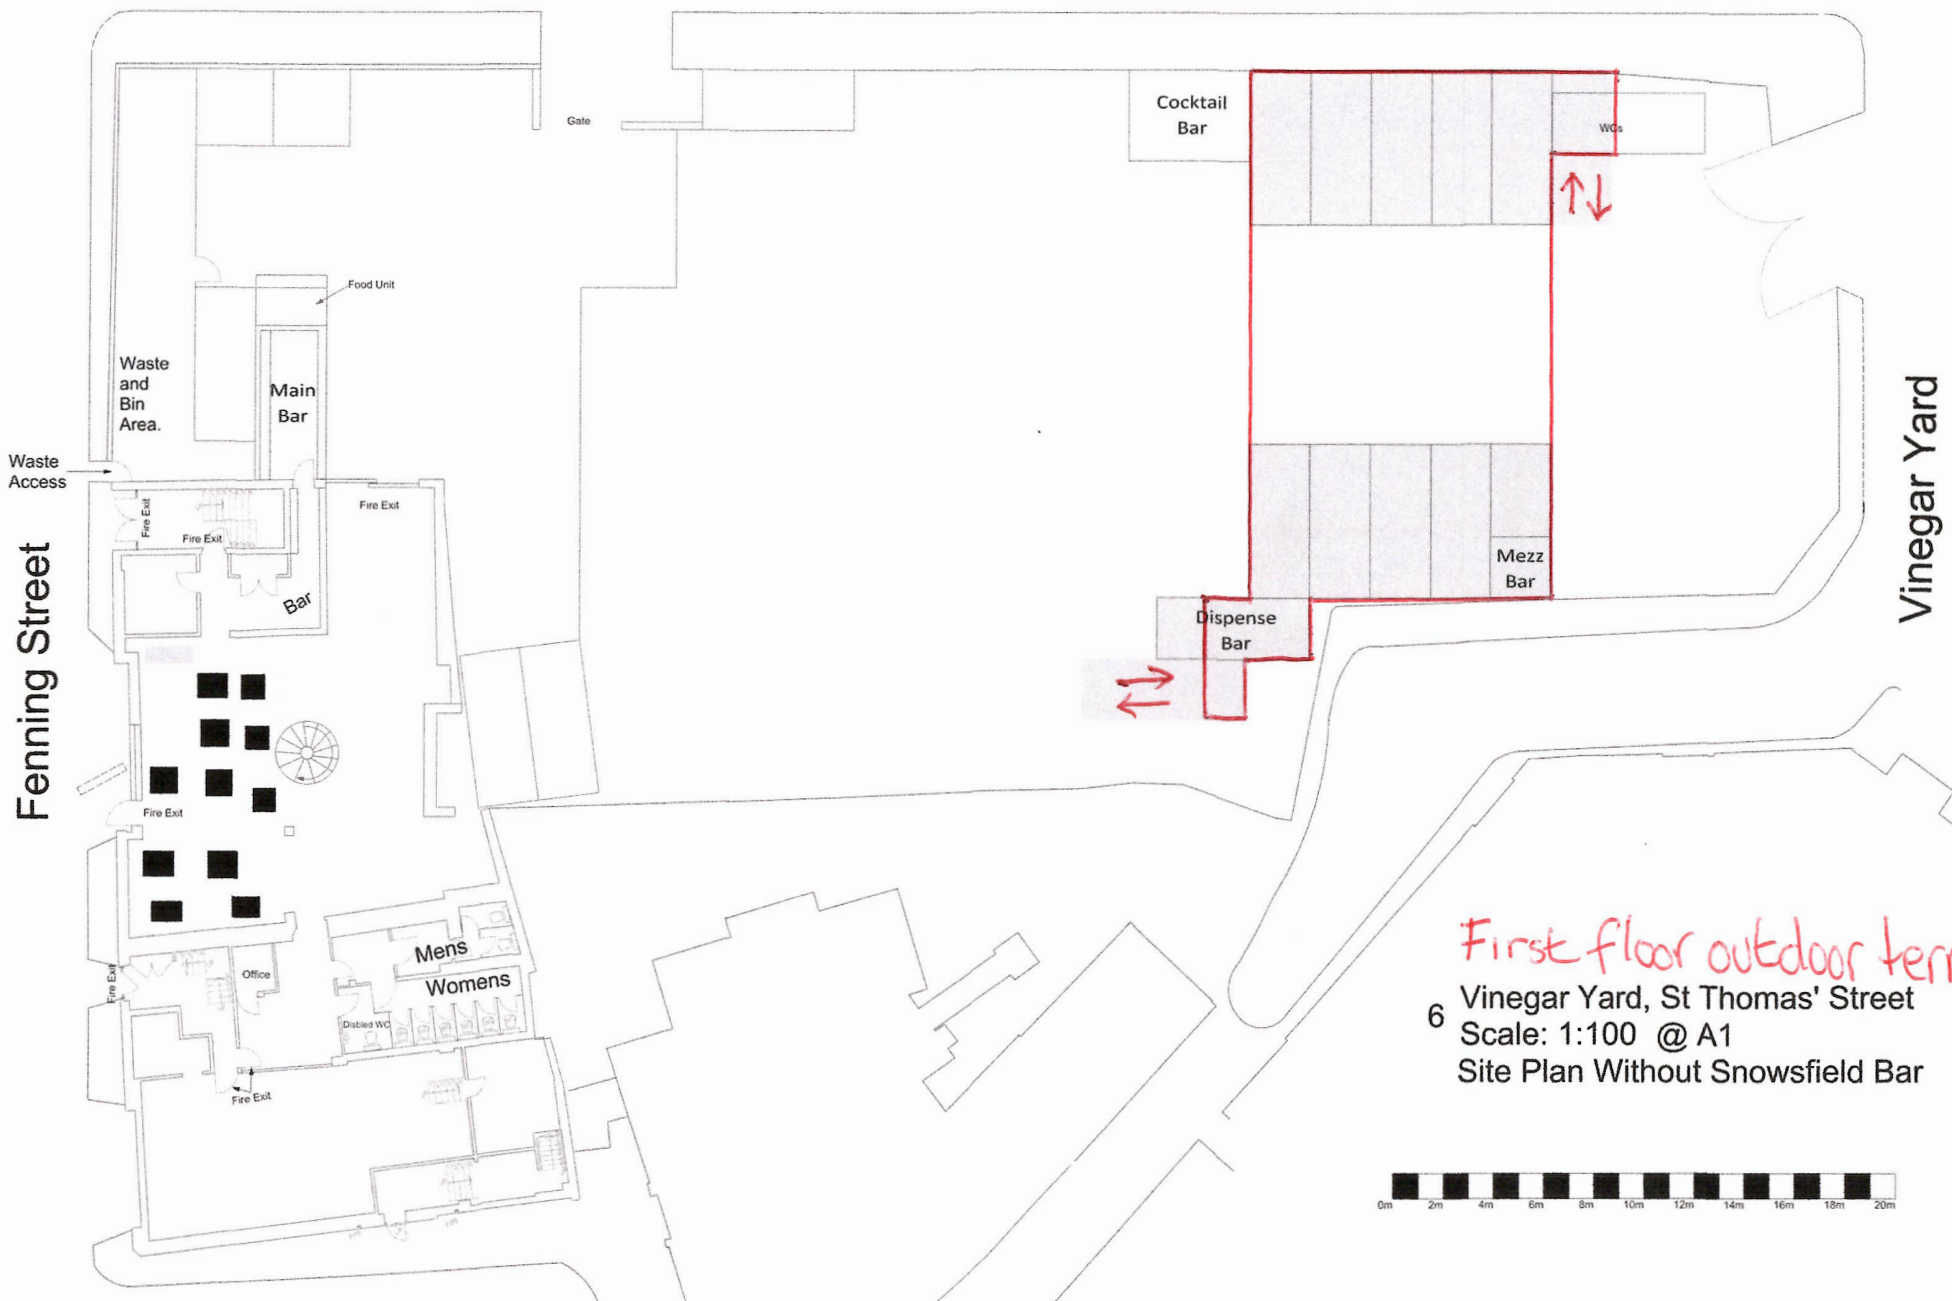 Gate
Cocktail
Bar
WCs
Food Unit
Waste
and
Bin
Area.
Main
Bar
Waste
Access
Fire Exit
Fire Exit
Fire Exit
Bar
Mezz
Bar
Dispense
Bar
Fenning Street
Vinegar Yard
Fire Exit
Fire Exit
Office
Mens
Womens
Disbled WC
Fire Exit
First floor outdoor terr
6 Vinegar Yard, St Thomas' Street
Scale: 1:100 @ A1
Site Plan Without Snowsfield Bar
0m 2m 4m 6m 8m 10m 12m 14m 16m 18m 20m